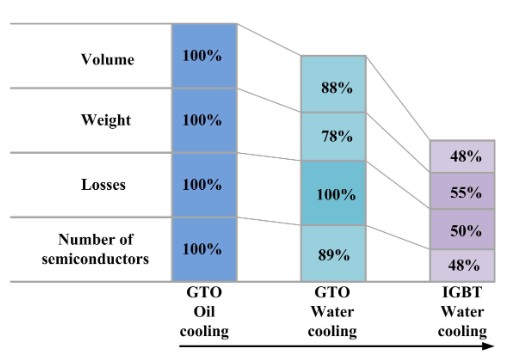 Volume
100%
88%
48%
Weight
100%
78%
55%
Losses
100%
100%
50%
Number of
semiconductors
100%
89%
48%
GTO
Oil
cooling
GTO
Water
cooling
IGBT
Water
cooling